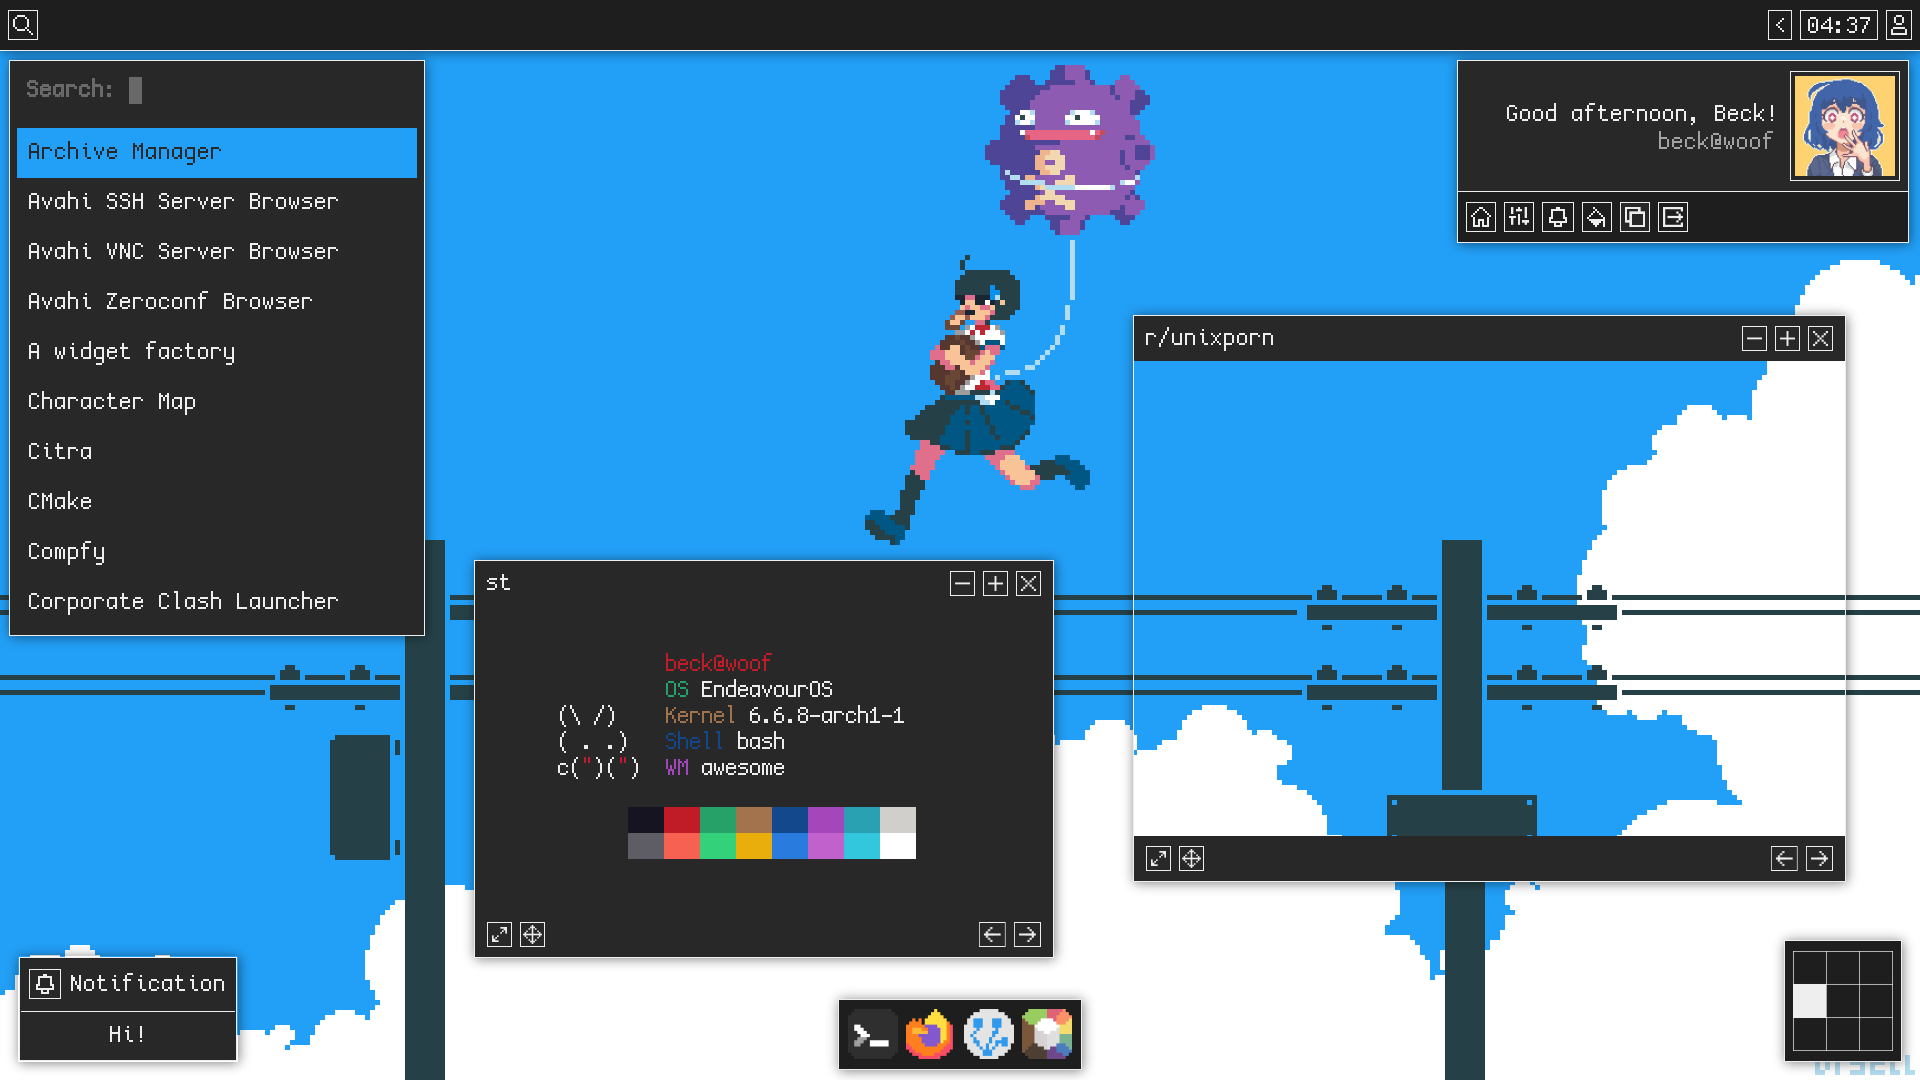 04:37
Search:
Archive Manager
Avahi SSH Server Browser
Avahi VNC Server Browser
Avahi Zeroconf Browser
A widget factory
Character Map
Citra
CMake
Compfy
Corporate Clash Launcher
Good afternoon, Beck!
beck@woof
r/unixporn
st
beck@woof
OS EndeavourOS
(\ /) Kernel 6.6.8-arch1-1
( . .) Shell bash
c(")(") WM awesome
Notification
Hi!